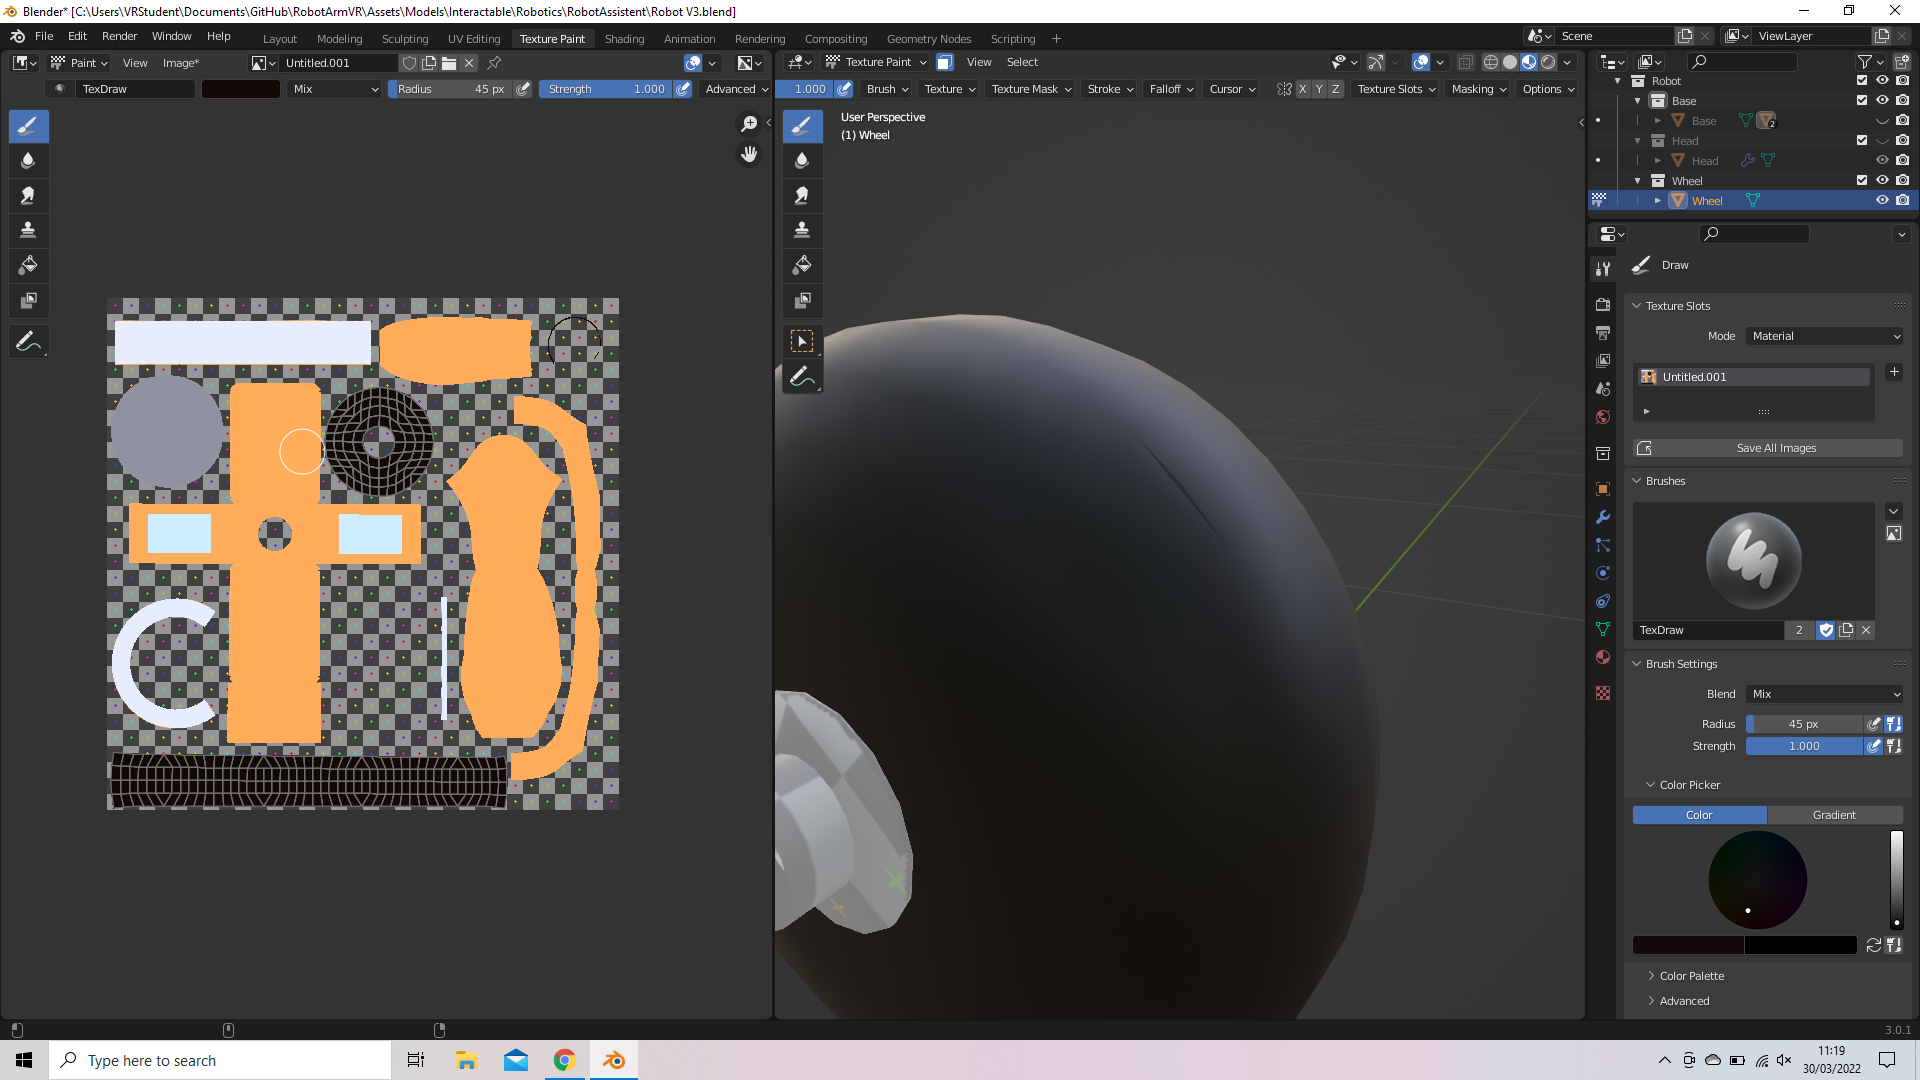 Blender* [C:\Users\VRStudent\Documents\GitHub\RobotArmVR\Assets\Models\Interactable\Robotics\RobotAssistent\Robot V3.blend]
File Edit Render Window Help Layout Modeling Sculpting UV Editing Texture Paint Shading Animation Rendering Compositing Geometry Nodes Scripting + Scene ViewLayer
Paint View Image* Untitled.001 Texture Paint View Select
TexDraw Mix Radius 45 px Strength 1.000 Advanced 1.000 Brush Texture Texture Mask Stroke Falloff Cursor X Y Z Texture Slots Masking Options
User Perspective
(1) Wheel
Robot
Base
Base 2
Head
Head
Wheel
Wheel
Draw
Texture Slots
Mode Material
Untitled.001
Save All Images
Brushes
TexDraw 2
Brush Settings
Blend Mix
Radius 45 px
Strength 1.000
Color Picker
Color Gradient
Color Palette
Advanced
3.0.1
Type here to search
11:19
30/03/2022